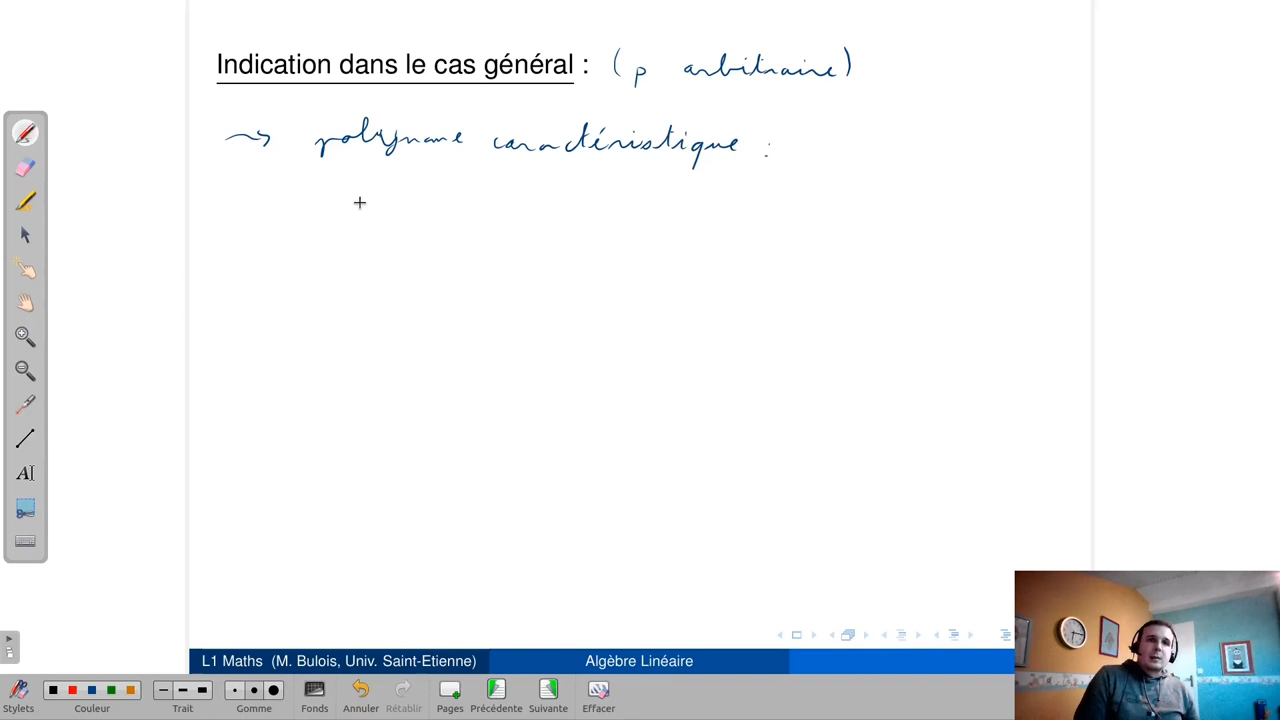 Indication dans le cas général : (p arbitraire)
⇝ polynome caractéristique :
AI
L1 Maths (M. Bulois, Univ. Saint-Etienne) Algèbre Linéaire
Stylets Couleur Trait Gomme Fonds Annuler Rétablir Pages Précédente Suivante Effacer